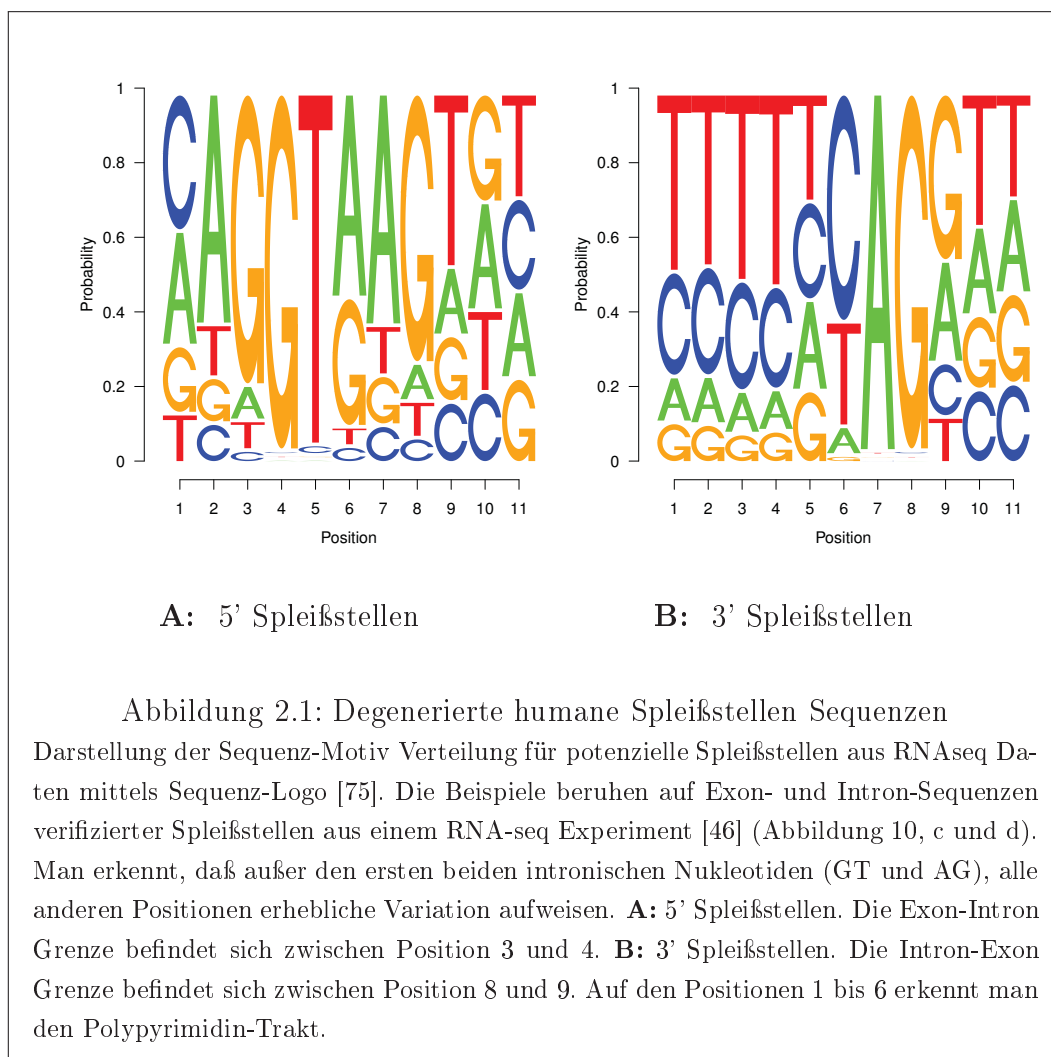 1
0.8
0.6
0.4
0.2
0
Probability
C A G T
A T G C
G A T C
G
T C
A G T C
A T G C
G A T C
T A G C
G A T C
T C A G
1 2 3 4 5 6 7 8 9 10 11
Position
A: 5' Spleißstellen
1
0.8
0.6
0.4
0.2
0
Probability
T C A G
T C A G
T C A G
T C A G
T C A G
C T A
A
G
G A C T
T A G C
T A G C
1 2 3 4 5 6 7 8 9 10 11
Position
B: 3' Spleißstellen
Abbildung 2.1: Degenerierte humane Spleißstellen Sequenzen
Darstellung der Sequenz-Motiv Verteilung für potenzielle Spleißstellen aus RNAseq Da-
ten mittels Sequenz-Logo [75]. Die Beispiele beruhen auf Exon- und Intron-Sequenzen
verifizierter Spleißstellen aus einem RNA-seq Experiment [46] (Abbildung 10, c und d).
Man erkennt, daß außer den ersten beiden intronischen Nukleotiden (GT und AG), alle
anderen Positionen erhebliche Variation aufweisen. A: 5' Spleißstellen. Die Exon-Intron
Grenze befindet sich zwischen Position 3 und 4. B: 3' Spleißstellen. Die Intron-Exon
Grenze befindet sich zwischen Position 8 und 9. Auf den Positionen 1 bis 6 erkennt man
den Polypyrimidin-Trakt.